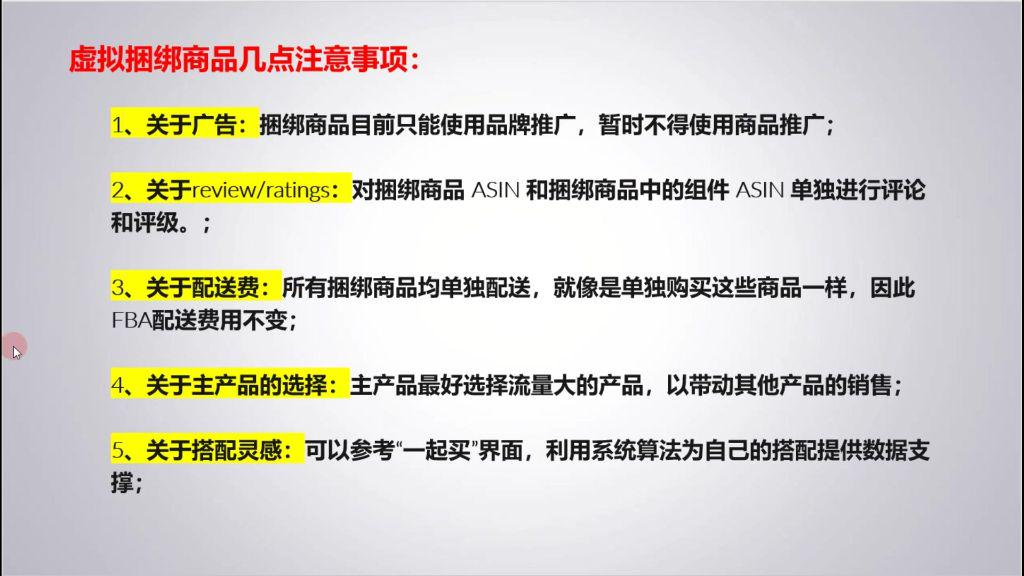 虚拟捆绑商品几点注意事项：
1、关于广告：捆绑商品目前只能使用品牌推广，暂时不得使用商品推广；
2、关于review/ratings：对捆绑商品 ASIN 和捆绑商品中的组件 ASIN 单独进行评论
和评级。；
3、关于配送费：所有捆绑商品均单独配送，就像是单独购买这些商品一样，因此
FBA配送费用不变；
4、关于主产品的选择：主产品最好选择流量大的产品，以带动其他产品的销售；
5、关于搭配灵感：可以参考“一起买”界面，利用系统算法为自己的搭配提供数据支
撑；